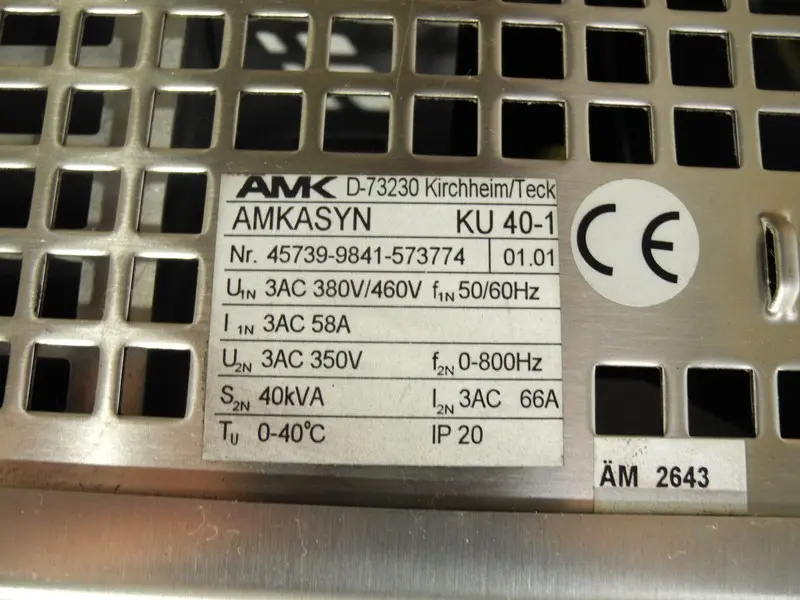 AMK D-73230 Kirchheim/Teck
AMKASYN KU 40-1
Nr. 45739-9841-573774 01.01
U1N 3AC 380V/460V f1N 50/60Hz
I 1N 3AC 58A
U2N 3AC 350V f2N 0-800Hz
S2N 40kVA I2N 3AC 66A
TU 0-40°C IP 20
CE
ÄM 2643